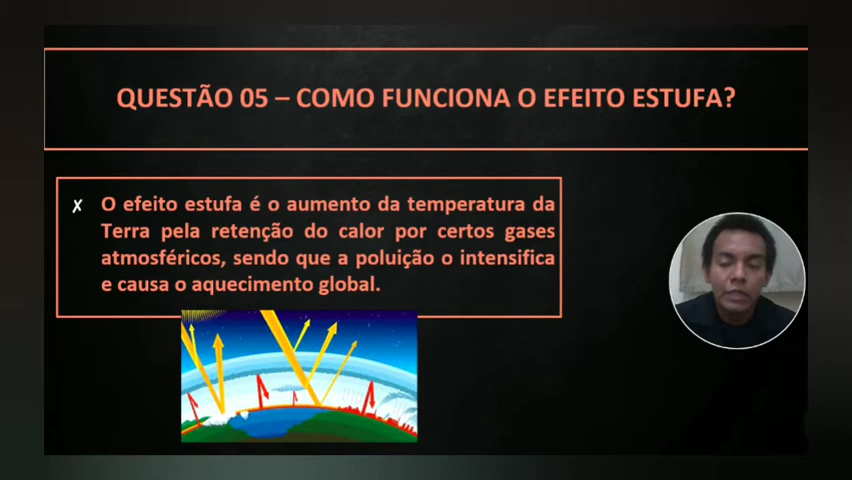 QUESTÃO 05 – COMO FUNCIONA O EFEITO ESTUFA?
✗ O efeito estufa é o aumento da temperatura da
Terra pela retenção do calor por certos gases
atmosféricos, sendo que a poluição o intensifica
e causa o aquecimento global.